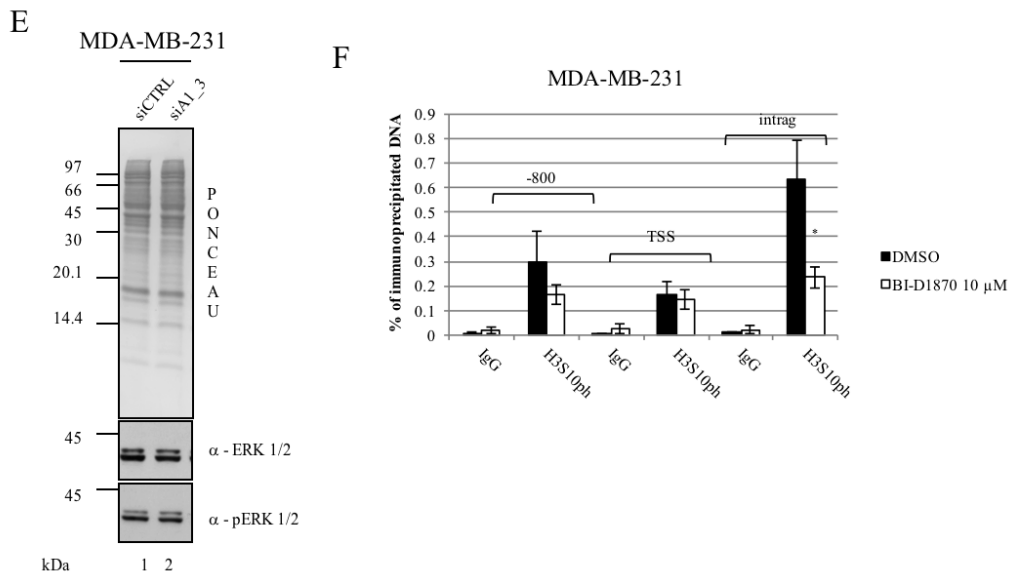 E
MDA-MB-231
siCTRL
siA1_3
97
66
45
30
20.1
14.4
PONCEAU
45
α - ERK 1/2
45
α - pERK 1/2
kDa
1 2
F
MDA-MB-231
% of immunoprecipitated DNA
0.9
0.8
0.7
0.6
0.5
0.4
0.3
0.2
0.1
0
-800
TSS
intrag
*
IgG
H3S10ph
IgG
H3S10ph
IgG
H3S10ph
DMSO
BI-D1870 10 µM